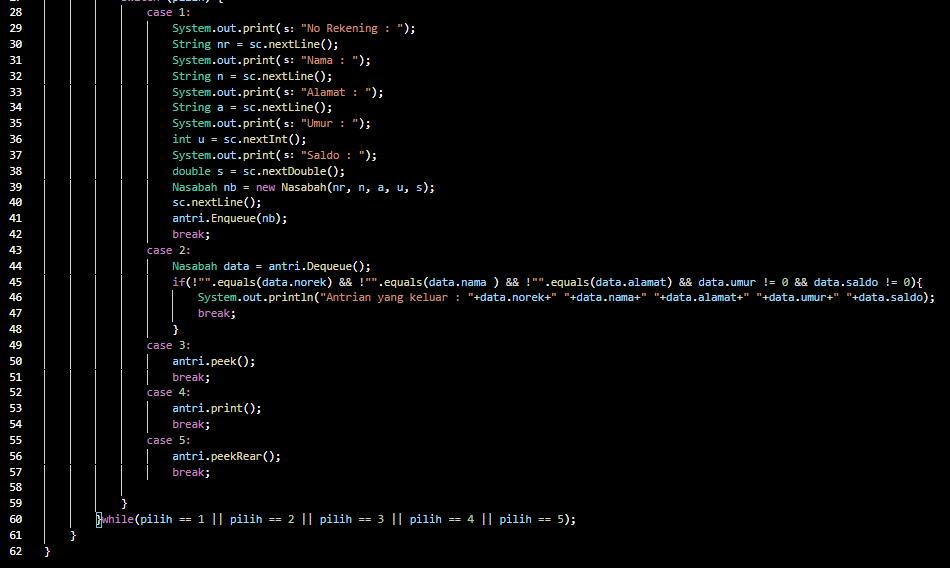 28 case 1:
29 System.out.print(s: "No Rekening : ");
30 String nr = sc.nextLine();
31 System.out.print(s: "Nama : ");
32 String n = sc.nextLine();
33 System.out.print(s: "Alamat : ");
34 String a = sc.nextLine();
35 System.out.print(s: "Umur : ");
36 int u = sc.nextInt();
37 System.out.print(s: "Saldo : ");
38 double s = sc.nextDouble();
39 Nasabah nb = new Nasabah(nr, n, a, u, s);
40 sc.nextLine();
41 antri.Enqueue(nb);
42 break;
43 case 2:
44 Nasabah data = antri.Dequeue();
45 if(!"".equals(data.norek) && !"".equals(data.nama ) && !"".equals(data.alamat) && data.umur != 0 && data.saldo != 0){
46 System.out.println("Antrian yang keluar : "+data.norek+" "+data.nama+" "+data.alamat+" "+data.umur+" "+data.saldo);
47 break;
48 }
49 case 3:
50 antri.peek();
51 break;
52 case 4:
53 antri.print();
54 break;
55 case 5:
56 antri.peekRear();
57 break;
58
59 }
60 }while(pilih == 1 || pilih == 2 || pilih == 3 || pilih == 4 || pilih == 5);
61 }
62 }